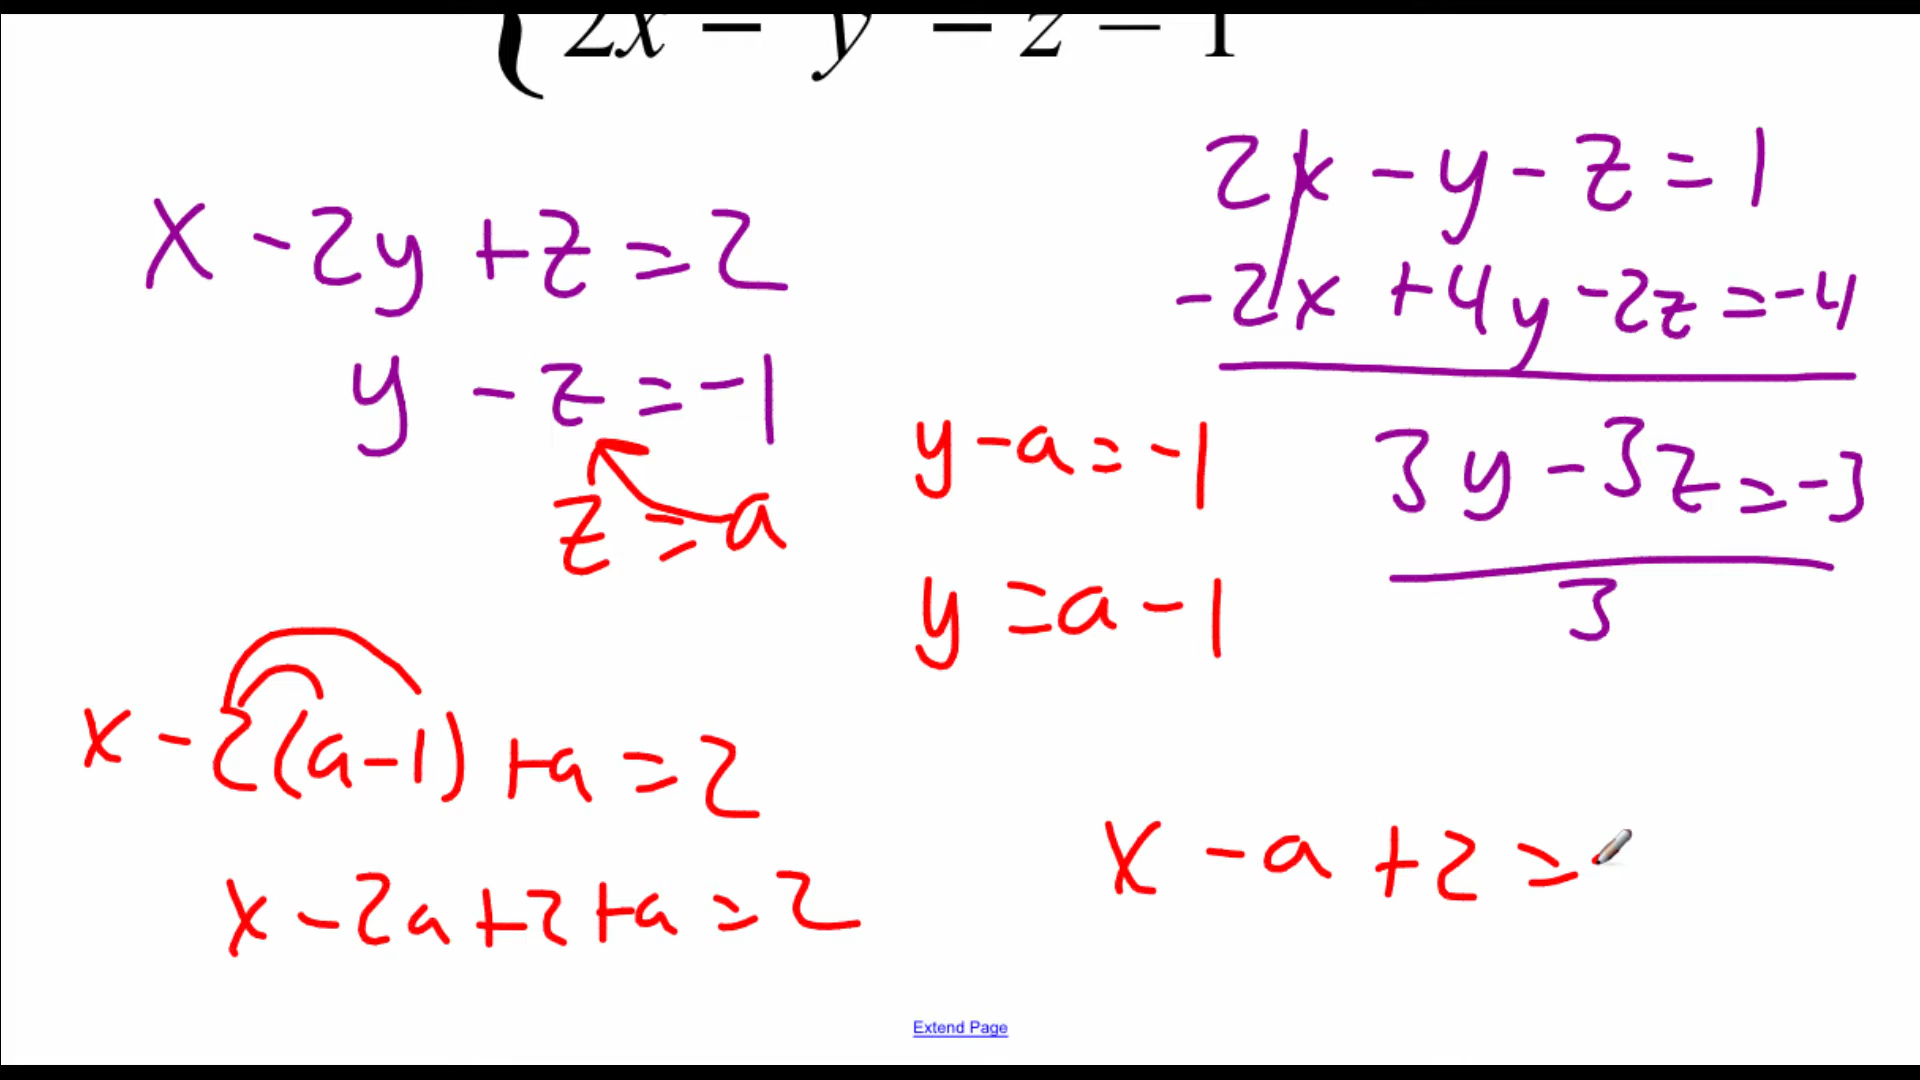 2x - y - z = 1
x - 2y + z = 2
y - z = -1
z = a
2x - y - z = 1
-2x + 4y - 2z = -4
3y - 3z = -3
3
y - a = -1
y = a - 1
x - 2(a - 1) + a = 2
x - 2a + 2 + a = 2
x - a + 2 =
Extend Page